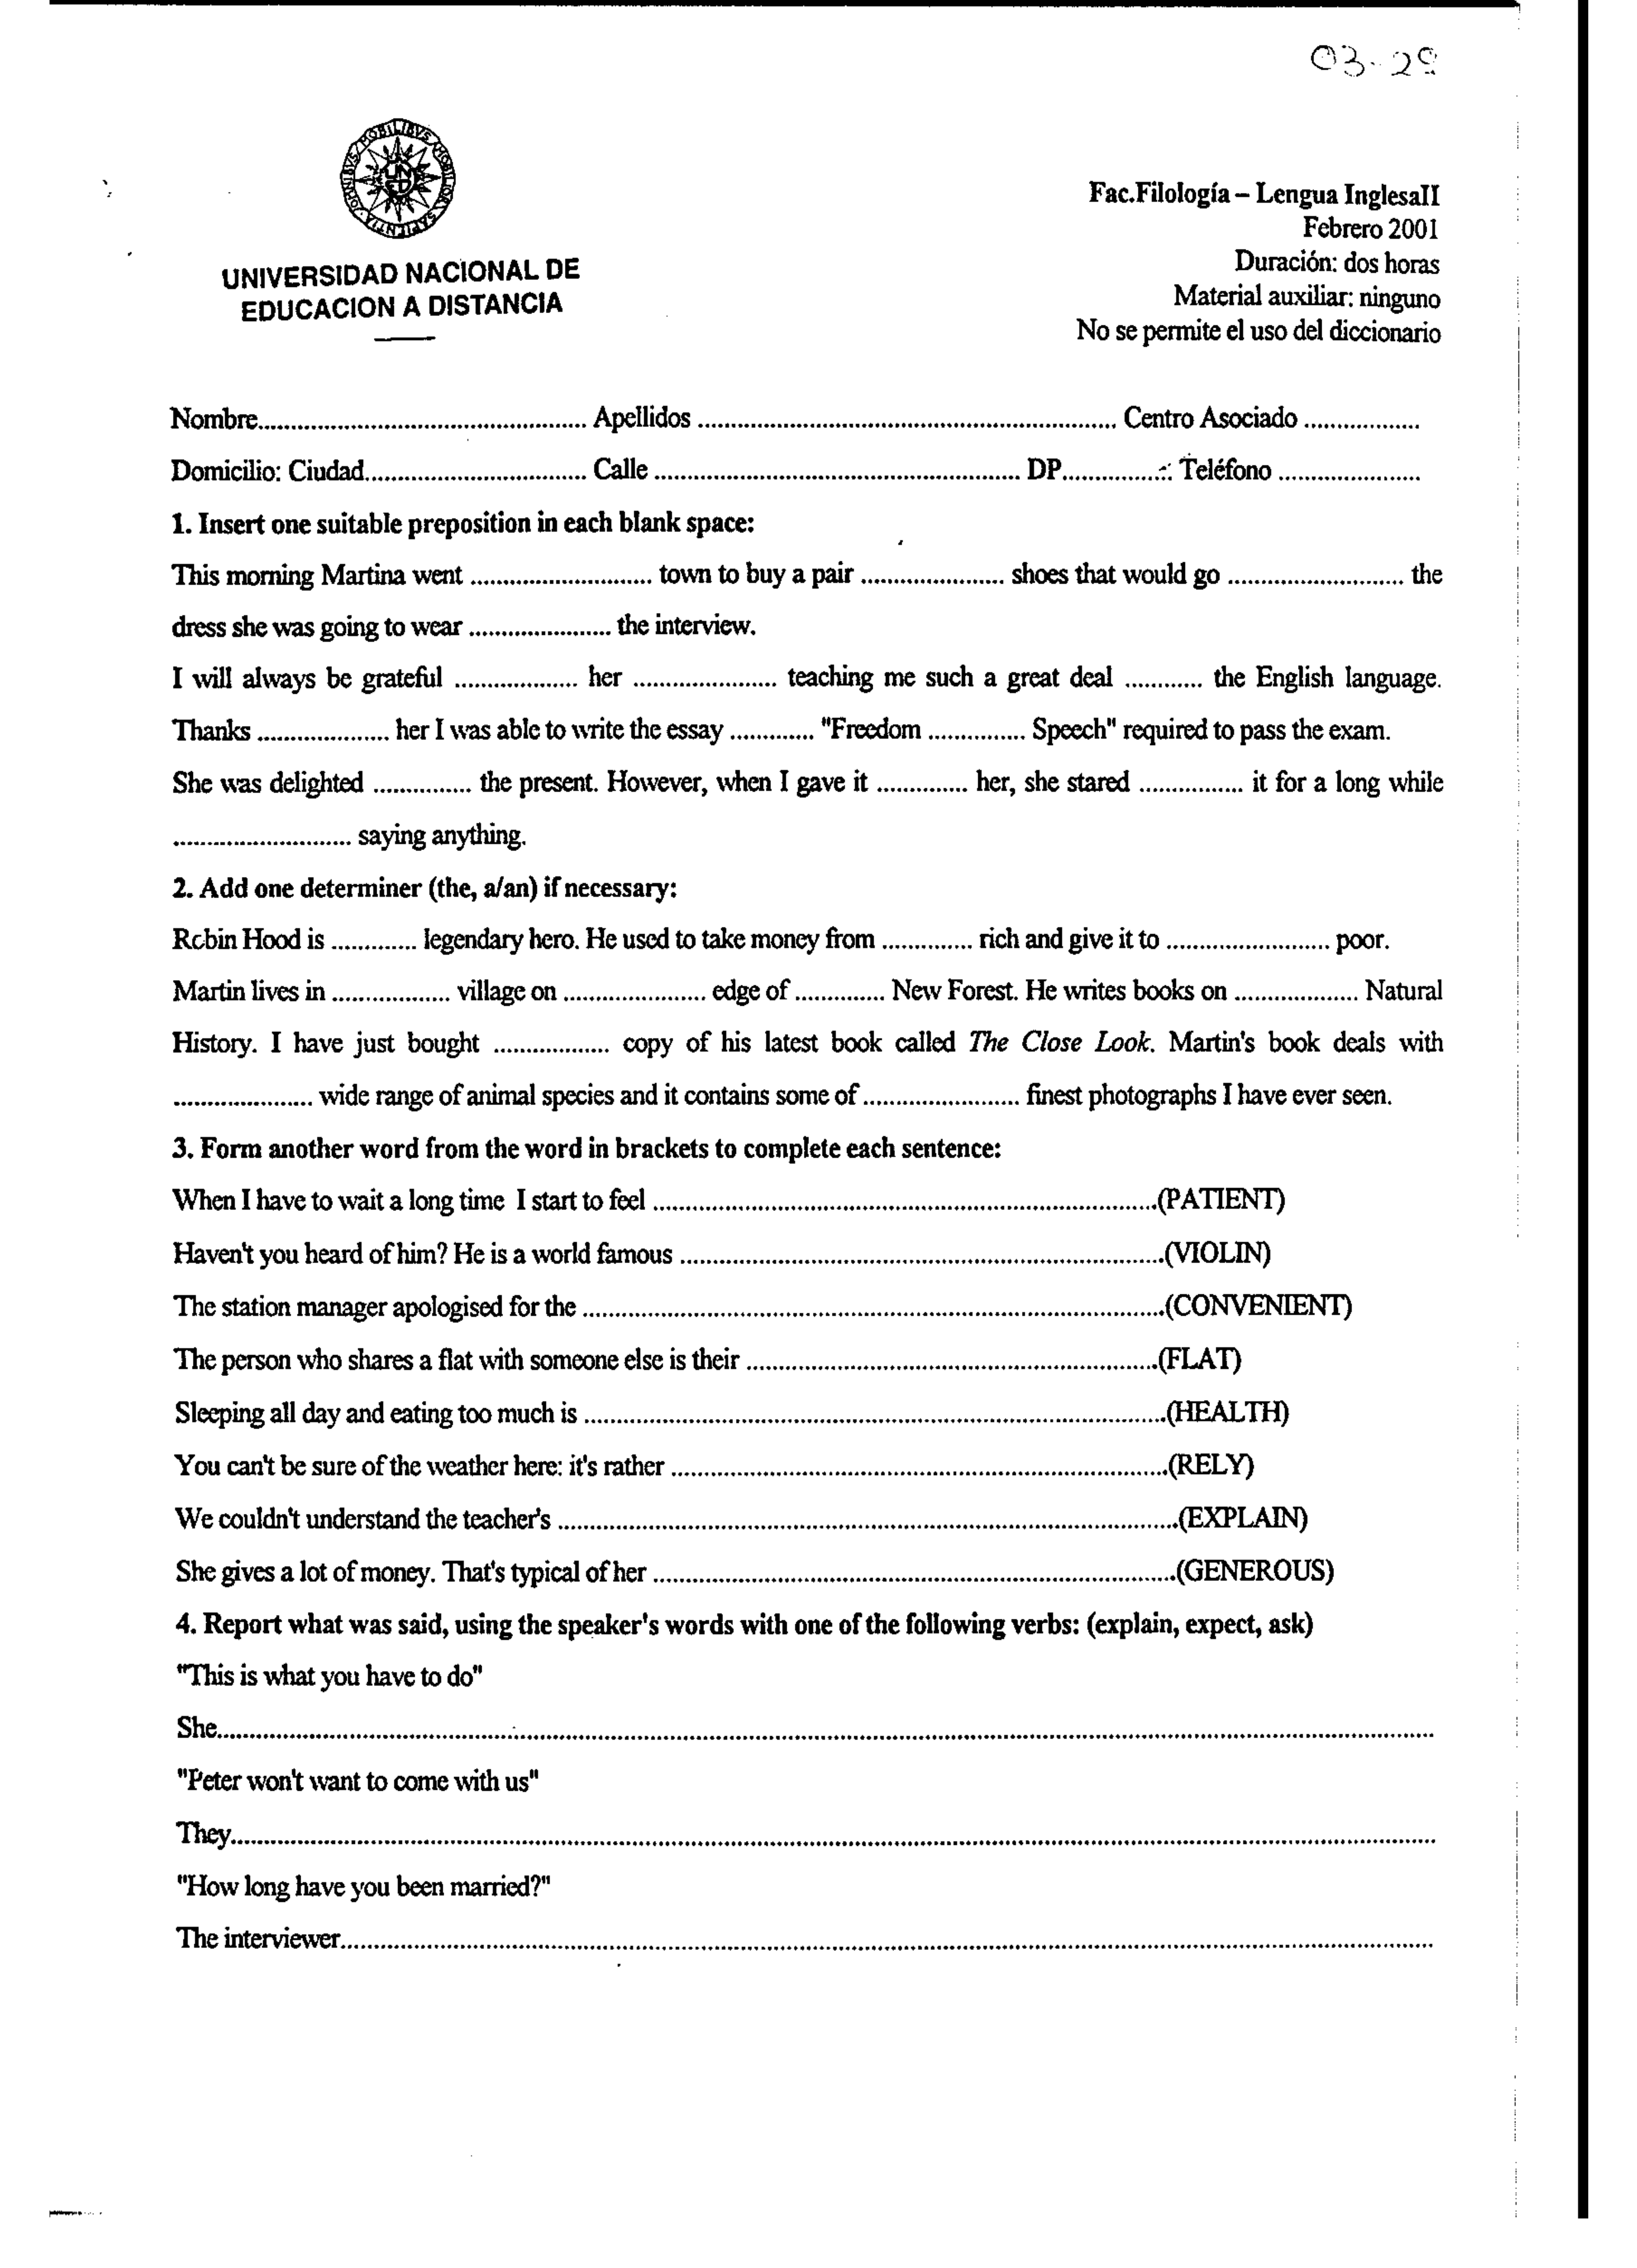 03-29
OMNIBVS MOBILIBVS MOBILIOR SAPIENTIA
UNED
UNIVERSIDAD NACIONAL DE
EDUCACION A DISTANCIA
Fac.Filología – Lengua InglesaII
Febrero 2001
Duración: dos horas
Material auxiliar: ninguno
No se permite el uso del diccionario
Nombre.................................................. Apellidos ................................................................ Centro Asociado ..................
Domicilio: Ciudad.................................. Calle ........................................................ DP............... Teléfono ......................
1. Insert one suitable preposition in each blank space:
This morning Martina went ........................... town to buy a pair ...................... shoes that would go ........................... the
dress she was going to wear ...................... the interview.
I will always be grateful ................... her ...................... teaching me such a great deal ............ the English language.
Thanks .................... her I was able to write the essay ............. "Freedom ............... Speech" required to pass the exam.
She was delighted ............... the present. However, when I gave it .............. her, she stared ................ it for a long while
........................... saying anything.
2. Add one determiner (the, a/an) if necessary:
Robin Hood is ............. legendary hero. He used to take money from .............. rich and give it to ......................... poor.
Martin lives in .................. village on ...................... edge of .............. New Forest. He writes books on ................... Natural
History. I have just bought .................. copy of his latest book called The Close Look. Martin's book deals with
..................... wide range of animal species and it contains some of ........................ finest photographs I have ever seen.
3. Form another word from the word in brackets to complete each sentence:
When I have to wait a long time I start to feel ..............................................................................(PATIENT)
Haven't you heard of him? He is a world famous ...........................................................................(VIOLIN)
The station manager apologised for the ..........................................................................................(CONVENIENT)
The person who shares a flat with someone else is their ...............................................................(FLAT)
Sleeping all day and eating too much is ..........................................................................................(HEALTH)
You can't be sure of the weather here: it's rather ............................................................................(RELY)
We couldn't understand the teacher's ...............................................................................................(EXPLAIN)
She gives a lot of money. That's typical of her ................................................................................(GENEROUS)
4. Report what was said, using the speaker's words with one of the following verbs: (explain, expect, ask)
"This is what you have to do"
She..........................................................................................................................................................
"Peter won't want to come with us"
They........................................................................................................................................................
"How long have you been married?"
The interviewer......................................................................................................................................